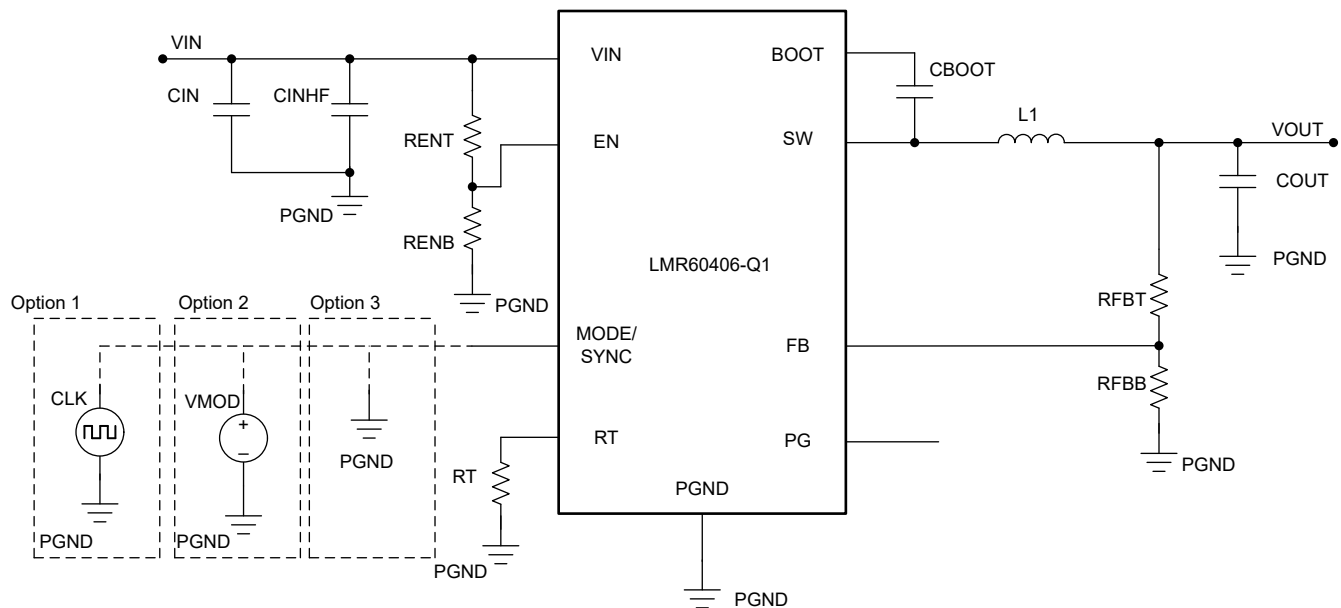 VIN
VIN
BOOT
CBOOT
CIN
CINHF
L1
RENT
EN
SW
VOUT
COUT
PGND
RENB
LMR60406-Q1
PGND
PGND
RFBT
Option 1
Option 2
Option 3
MODE/
SYNC
FB
RFBB
CLK
VMOD
+
−
RT
PG
PGND
RT
PGND
PGND
PGND
PGND
PGND
PGND